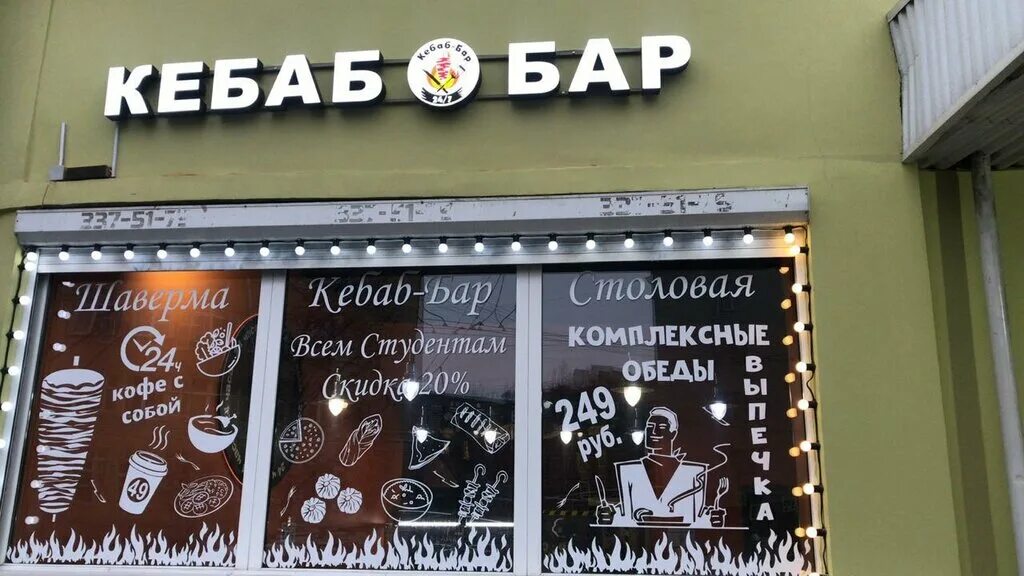 КЕБАБ БАР
Кебаб-Бар
24/7
337-51-7
Шаверма
24ч
кофе с
собой
49
Кебаб-Бар
Всем Студентам
Скидка 20%
Столовая
КОМПЛЕКСНЫЕ
ОБЕДЫ
249
руб.
ВЫПЕЧКА